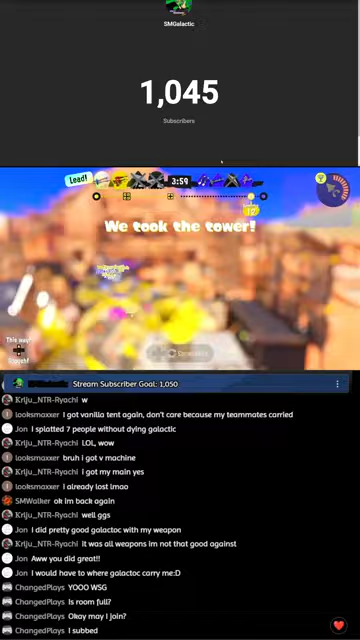 SMGalactic
1,045
Subscribers
Lead!
3:59
We took the tower!
This way!
Stream Subscriber Goal: 1,050
Kriju_NTR-Ryachi w
looksmaxxer I got vanilla tent again, don't care because my teammates carried
Jon I splatted 7 people without dying galactic
Kriju_NTR-Ryachi LOL, wow
looksmaxxer bruh i got v machine
Kriju_NTR-Ryachi i got my main yes
looksmaxxer I already lost lmao
SMWalker ok im back again
Kriju_NTR-Ryachi well ggs
Jon I did pretty good galactoc with my weapon
Kriju_NTR-Ryachi it was all weapons im not that good against
Jon Aww you did great!!
Jon I would have to where galactoc carry me:D
ChangedPlays YOOO WSG
ChangedPlays Is room full?
ChangedPlays Okay may I join?
ChangedPlays I subbed